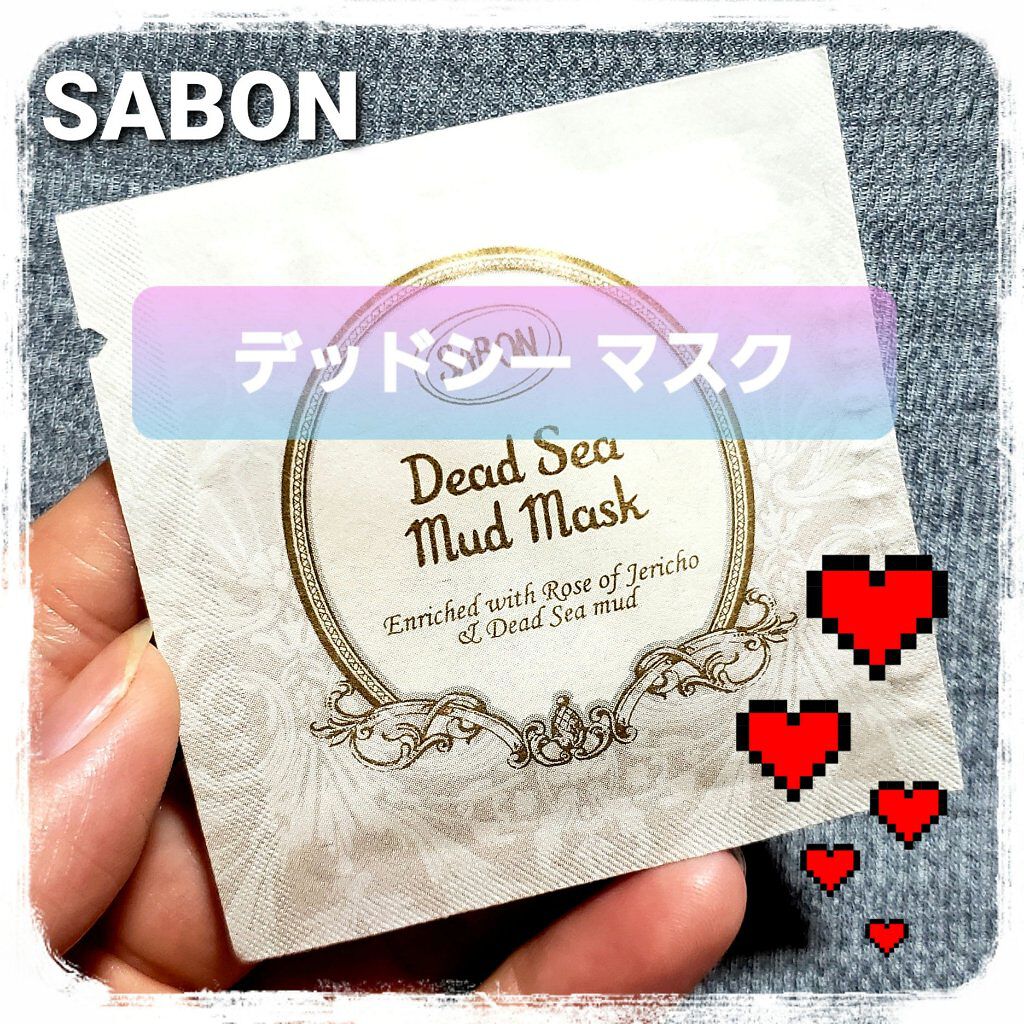 SABON
SABON
デッドシー マスク
Dead Sea
Mud Mask
Enriched with Rose of Jericho
& Dead Sea mud